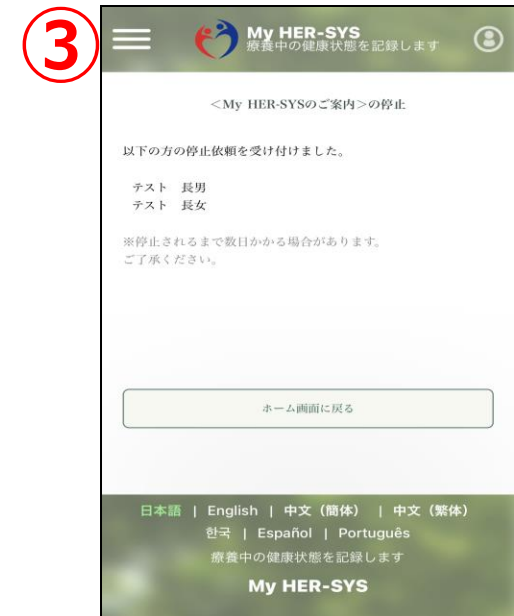 ③
My HER-SYS
療養中の健康状態を記録します
＜My HER-SYSのご案内＞の停止
以下の方の停止依頼を受け付けました。
テスト　長男
テスト　長女
※停止されるまで数日かかる場合があります。
ご了承ください。
ホーム画面に戻る
日本語 | English | 中文（簡体） | 中文（繁体）
한국 | Español | Português
療養中の健康状態を記録します
My HER-SYS